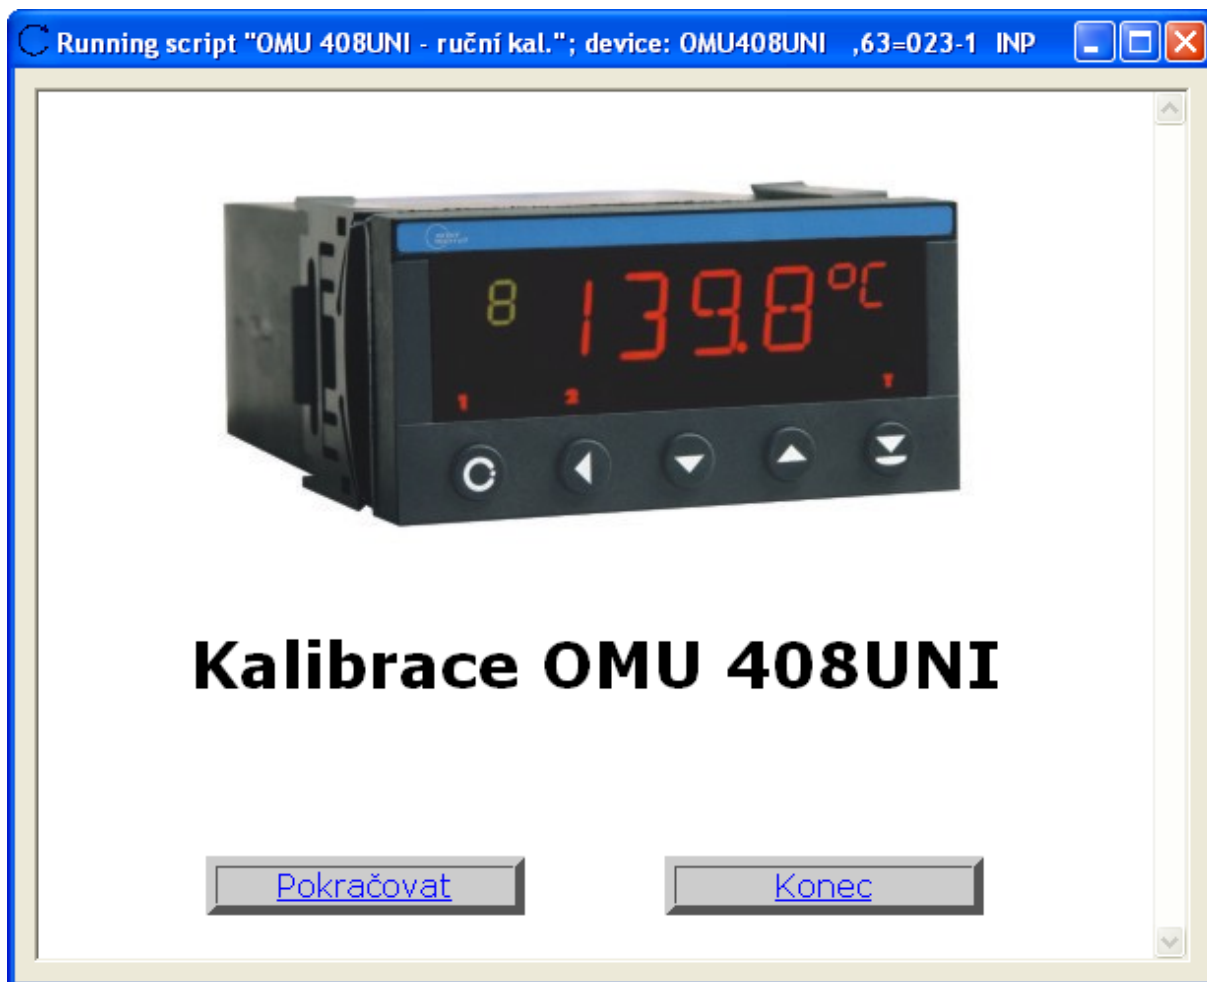 Running script "OMU 408UNI - ruční kal."; device: OMU408UNI ,63=023-1 INP
8 139.8°C
1 2 T
Kalibrace OMU 408UNI
Pokračovat Konec